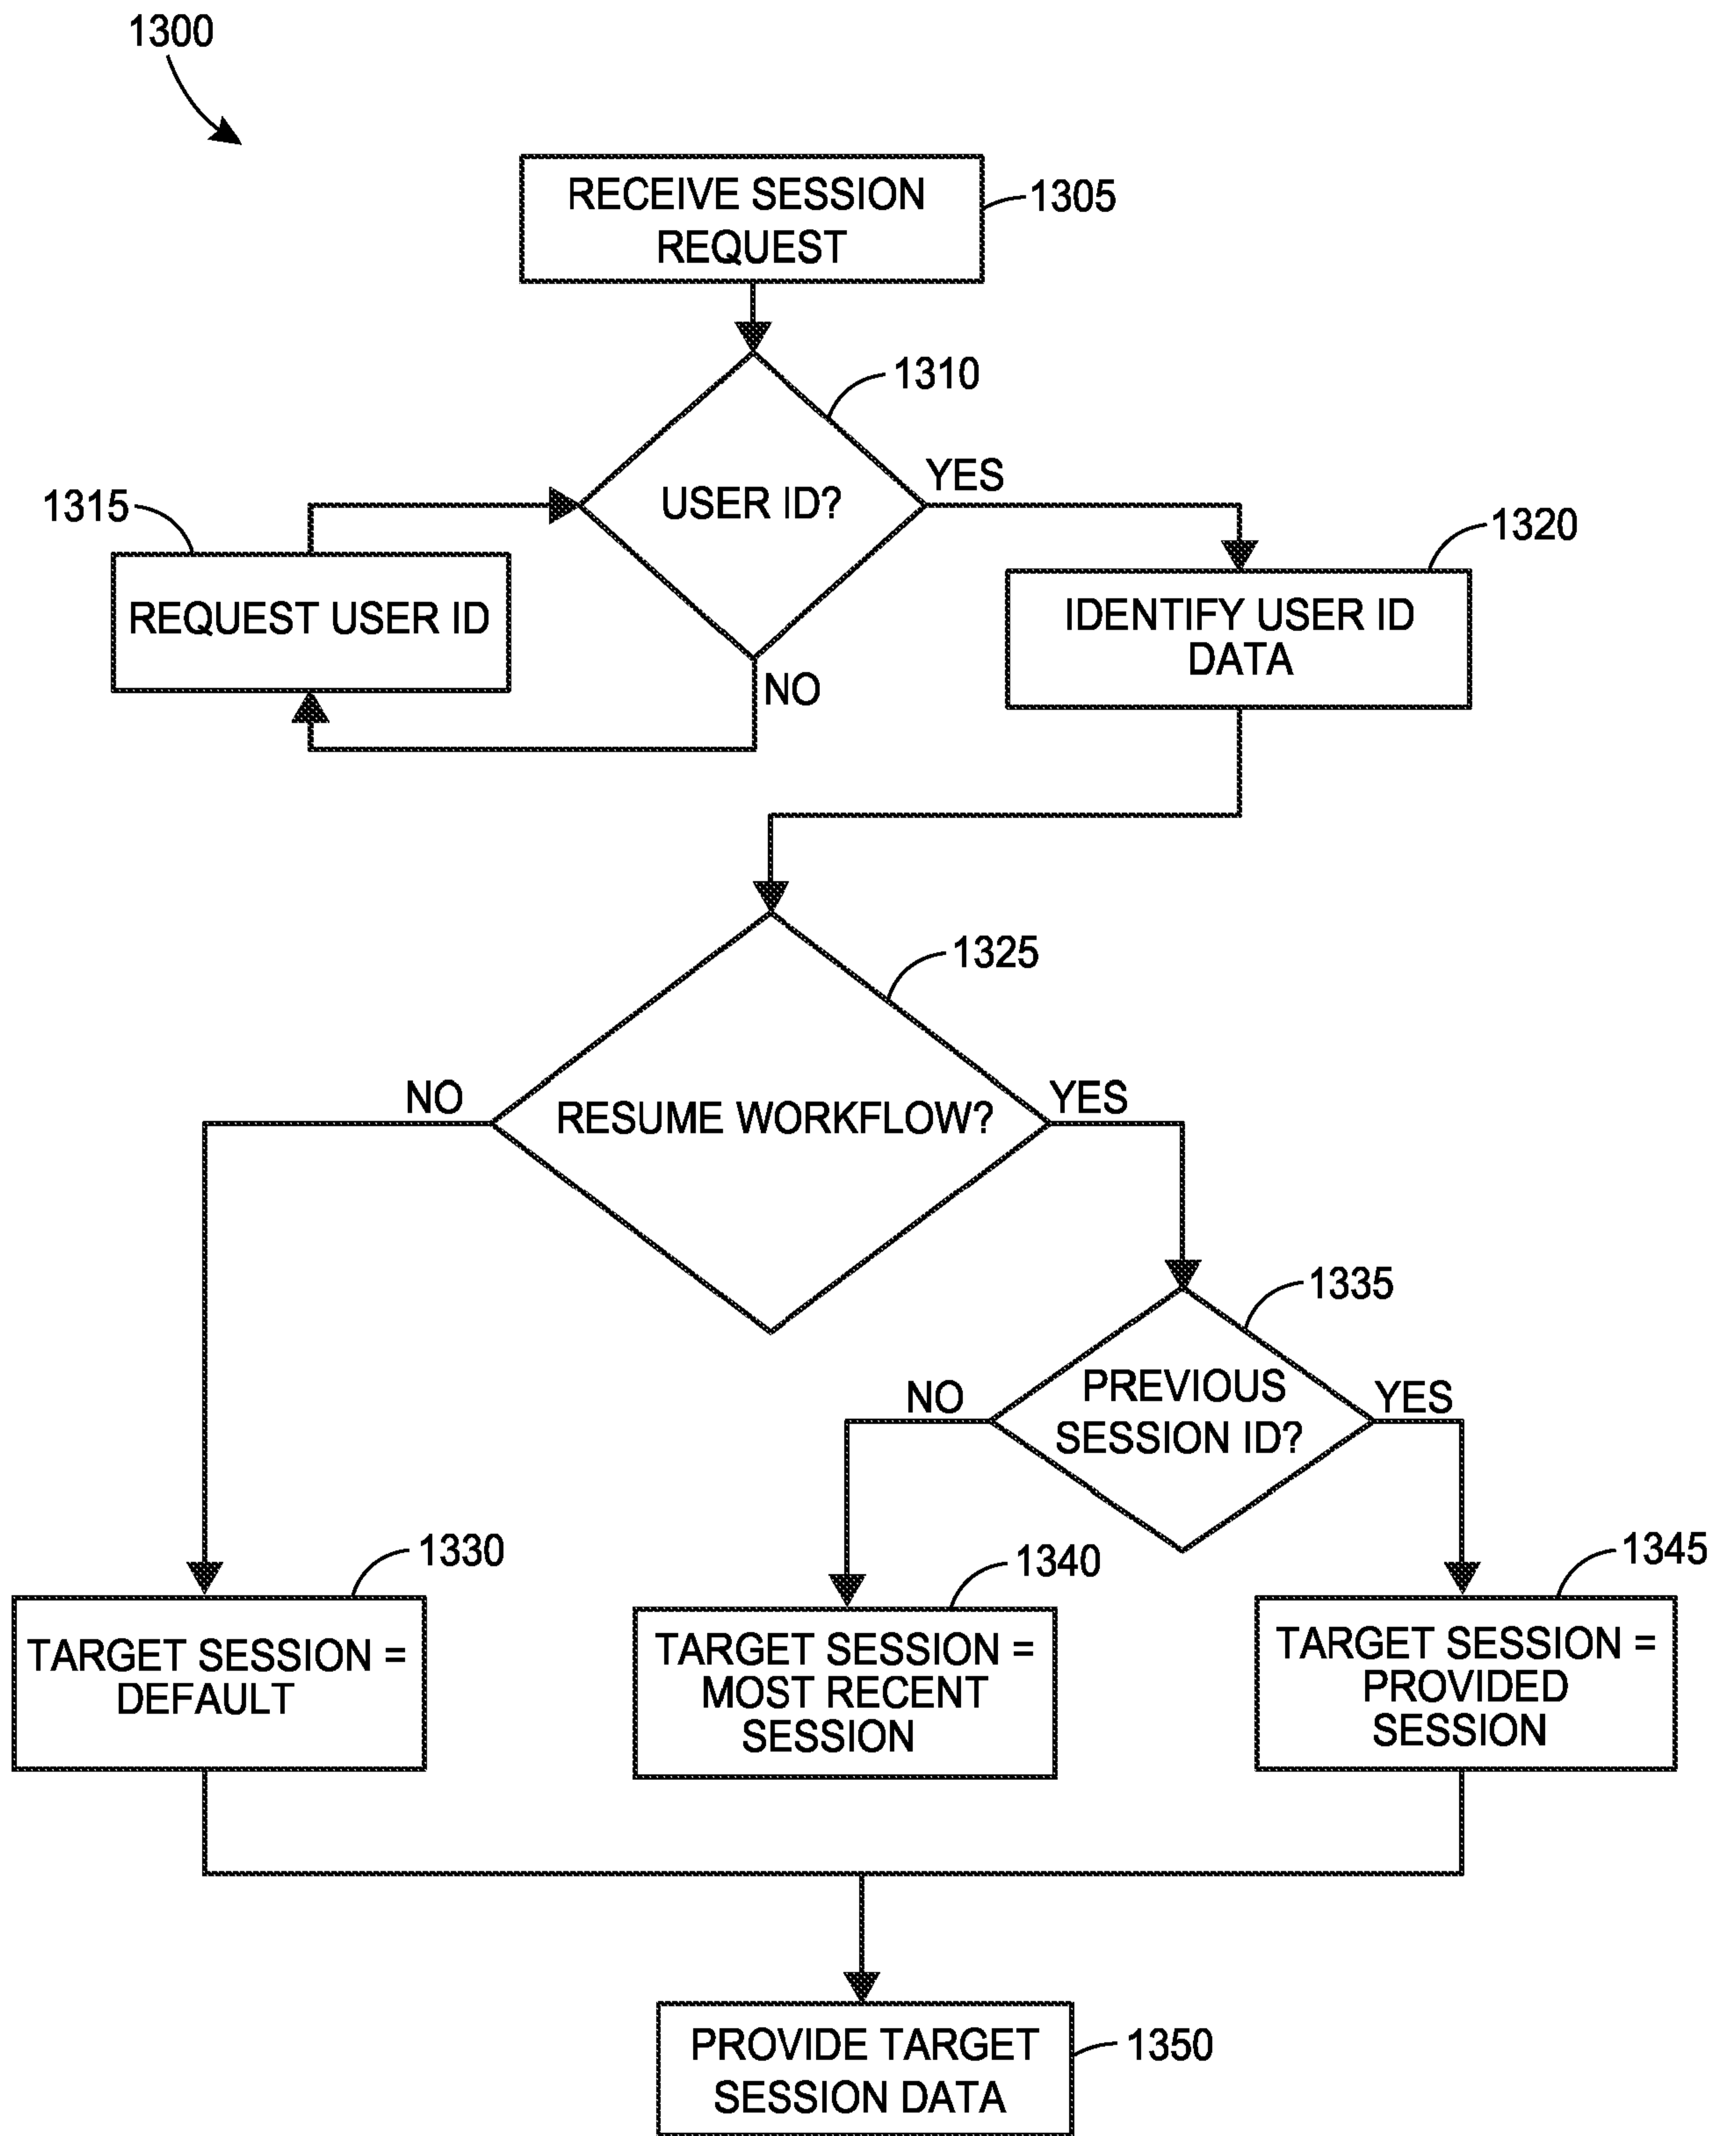 1300
RECEIVE SESSION
REQUEST
1305
1310
USER ID?
YES
NO
1315
REQUEST USER ID
1320
IDENTIFY USER ID
DATA
1325
RESUME WORKFLOW?
NO
YES
1335
PREVIOUS
SESSION ID?
NO
YES
1330
TARGET SESSION =
DEFAULT
1340
TARGET SESSION =
MOST RECENT
SESSION
1345
TARGET SESSION =
PROVIDED
SESSION
PROVIDE TARGET
SESSION DATA
1350